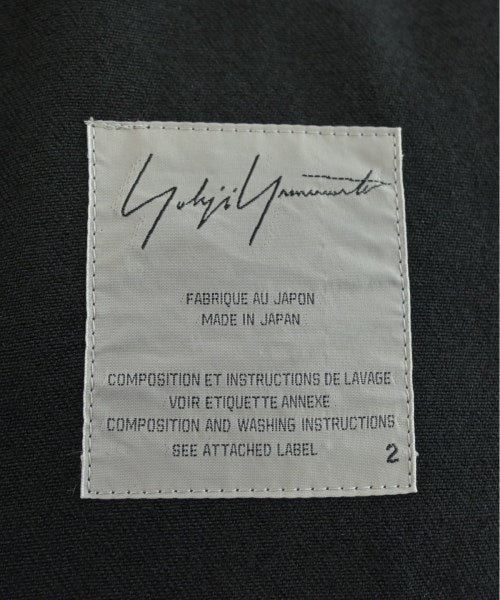 Yohji Yamamoto
FABRIQUE AU JAPON
MADE IN JAPAN
COMPOSITION ET INSTRUCTIONS DE LAVAGE
VOIR ETIQUETTE ANNEXE
COMPOSITION AND WASHING INSTRUCTIONS
SEE ATTACHED LABEL
2